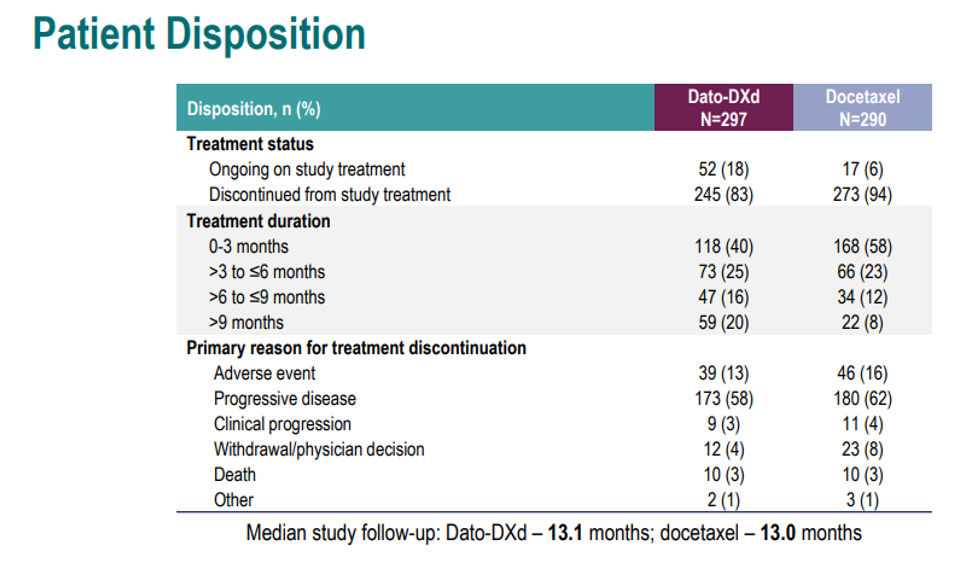 Patient Disposition
Disposition, n (%) Dato-DXd N=297 Docetaxel N=290
Treatment status
Ongoing on study treatment 52 (18) 17 (6)
Discontinued from study treatment 245 (83) 273 (94)
Treatment duration
0-3 months 118 (40) 168 (58)
>3 to ≤6 months 73 (25) 66 (23)
>6 to ≤9 months 47 (16) 34 (12)
>9 months 59 (20) 22 (8)
Primary reason for treatment discontinuation
Adverse event 39 (13) 46 (16)
Progressive disease 173 (58) 180 (62)
Clinical progression 9 (3) 11 (4)
Withdrawal/physician decision 12 (4) 23 (8)
Death 10 (3) 10 (3)
Other 2 (1) 3 (1)
Median study follow-up: Dato-DXd – 13.1 months; docetaxel – 13.0 months